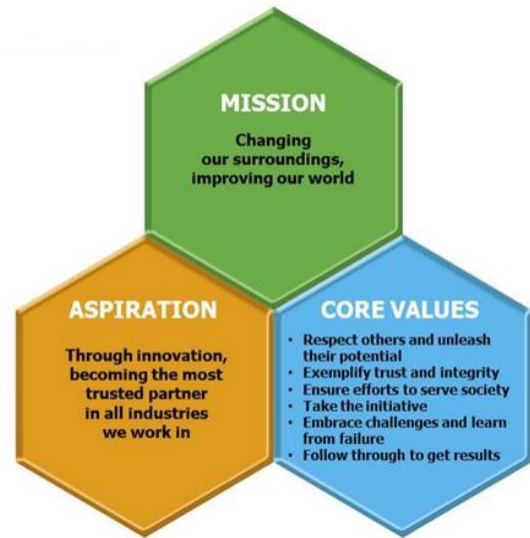 MISSION
Changing
our surroundings,
improving our world
ASPIRATION
Through innovation,
becoming the most
trusted partner
in all industries
we work in
CORE VALUES
• Respect others and unleash
their potential
• Exemplify trust and integrity
• Ensure efforts to serve society
• Take the initiative
• Embrace challenges and learn
from failure
• Follow through to get results